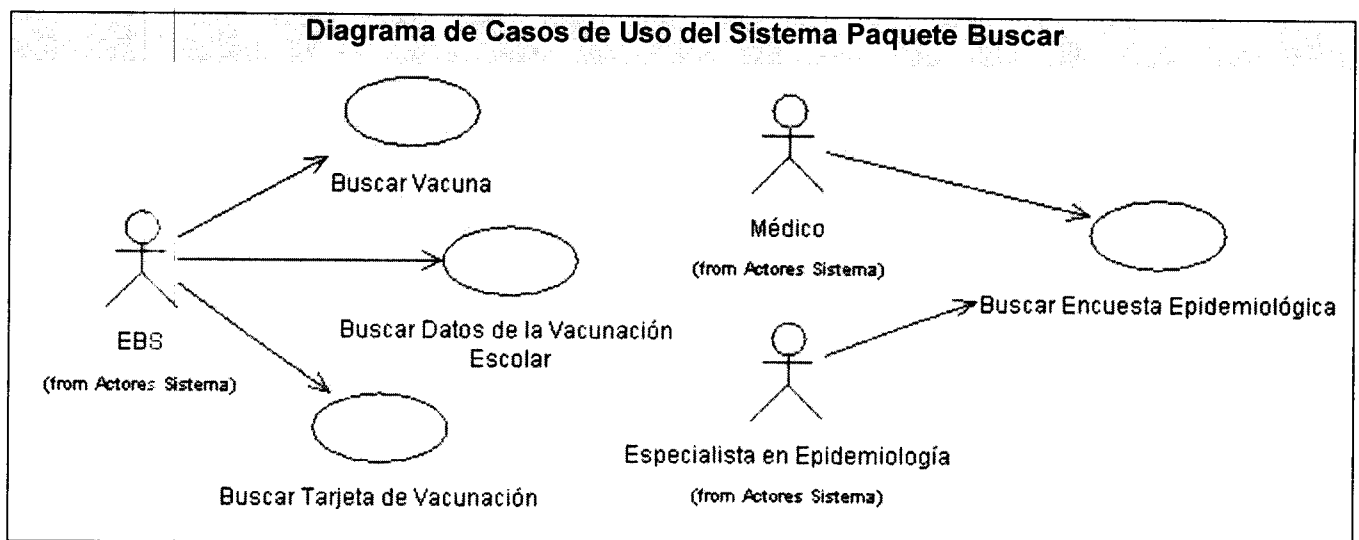 Diagrama de Casos de Uso del Sistema Paquete Buscar
Buscar Vacuna
EBS
(from Actores Sistema)
Buscar Datos de la Vacunación
Escolar
Buscar Tarjeta de Vacunación
Médico
(from Actores Sistema)
Buscar Encuesta Epidemiológica
Especialista en Epidemiología
(from Actores Sistema)